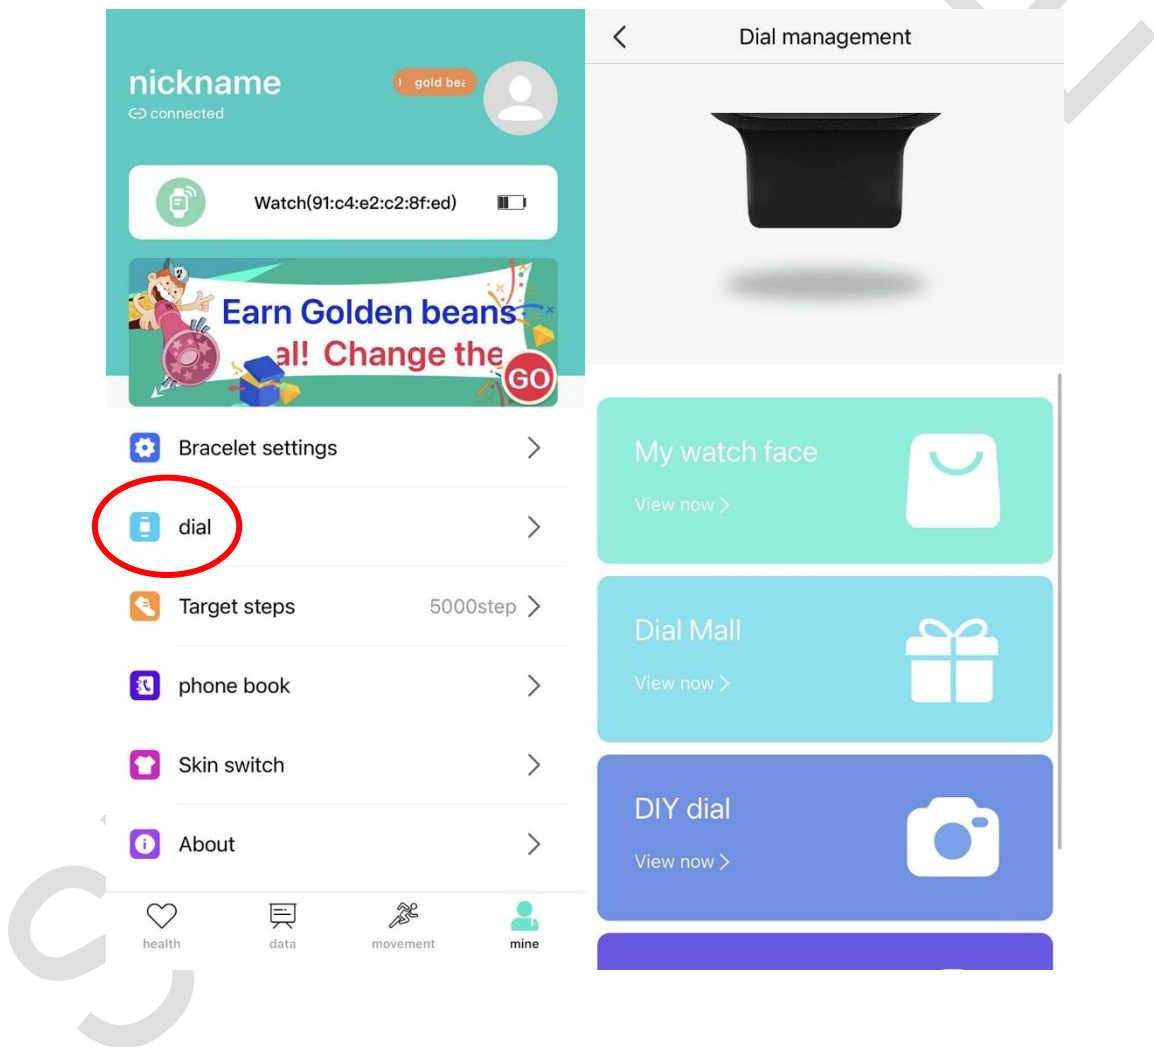 nickname
gold bea
connected
Watch(91:c4:e2:c2:8f:ed)
Earn Golden beans
al! Change the
GO
Bracelet settings
dial
Target steps
5000step
phone book
Skin switch
About
health
data
movement
mine
Dial management
My watch face
View now >
Dial Mall
View now >
DIY dial
View now >